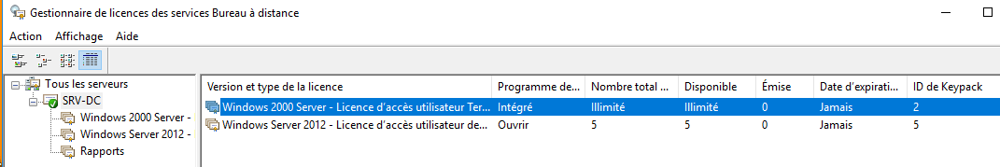 Gestionnaire de licences des services Bureau à distance
Action Affichage Aide
Tous les serveurs
SRV-DC
Windows 2000 Server -
Windows Server 2012 -
Rapports
Version et type de la licence Programme de... Nombre total ... Disponible Émise Date d'expirati... ID de Keypack
Windows 2000 Server - Licence d'accès utilisateur Ter... Intégré Illimité Illimité 0 Jamais 2
Windows Server 2012 - Licence d'accès utilisateur de... Ouvrir 5 5 0 Jamais 5